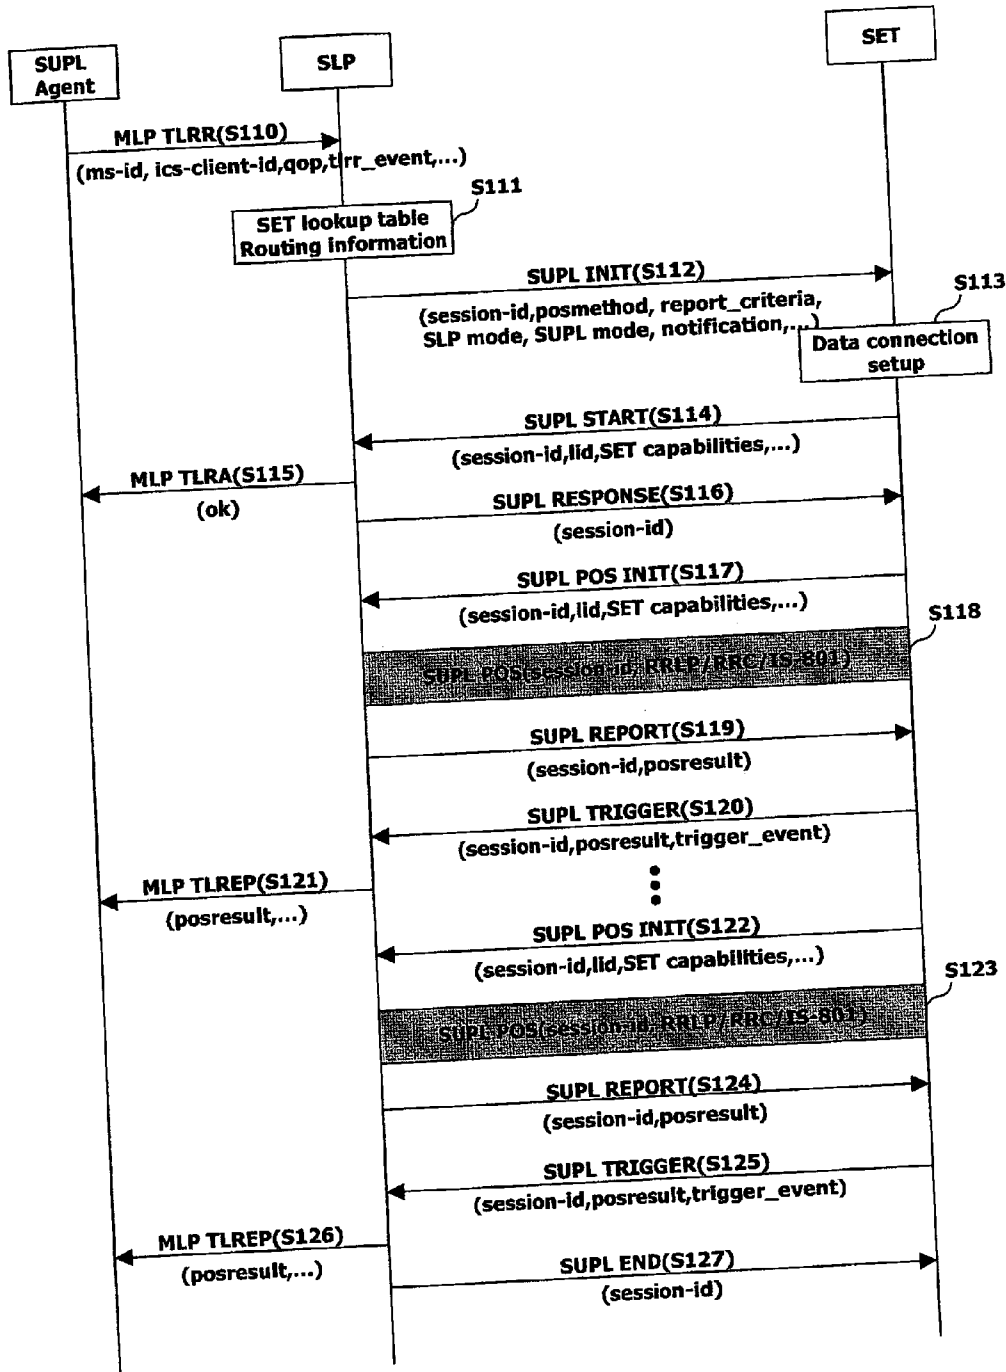 SUPL
Agent
SLP
SET
MLP TLRR(S110)
(ms-id, ics-client-id,qop,tlrr_event,...)
S111
SET lookup table
Routing information
SUPL INIT(S112)
(session-id,posmethod, report_criteria,
SLP mode, SUPL mode, notification,...)
S113
Data connection
setup
SUPL START(S114)
(session-id,lid,SET capabilities,...)
MLP TLRA(S115)
(ok)
SUPL RESPONSE(S116)
(session-id)
SUPL POS INIT(S117)
(session-id,lid,SET capabilities,...)
S118
SUPL POS(session-id, RRLP/RRC/IS-801)
SUPL REPORT(S119)
(session-id,posresult)
SUPL TRIGGER(S120)
(session-id,posresult,trigger_event)
MLP TLREP(S121)
(posresult,...)
SUPL POS INIT(S122)
(session-id,lid,SET capabilities,...)
S123
SUPL POS(session-id, RRLP/RRC/IS-801)
SUPL REPORT(S124)
(session-id,posresult)
SUPL TRIGGER(S125)
(session-id,posresult,trigger_event)
MLP TLREP(S126)
(posresult,...)
SUPL END(S127)
(session-id)